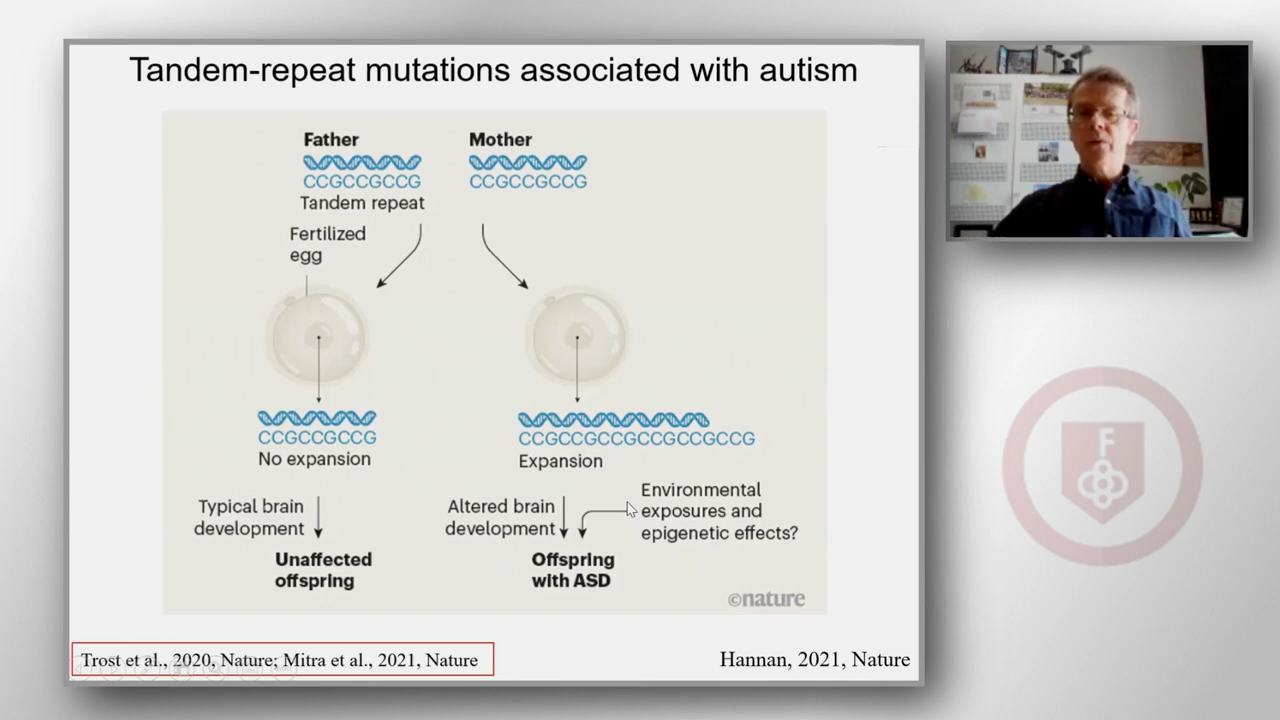 Tandem-repeat mutations associated with autism
Father
Mother
CCGCCGCCG
CCGCCGCCG
Tandem repeat
Fertilized
egg
CCGCCGCCG
CCGCCGCCGCCGCCGCCG
No expansion
Expansion
Typical brain
development
Altered brain
development
Environmental
exposures and
epigenetic effects?
Unaffected
offspring
Offspring
with ASD
©nature
Trost et al., 2020, Nature; Mitra et al., 2021, Nature
Hannan, 2021, Nature
F